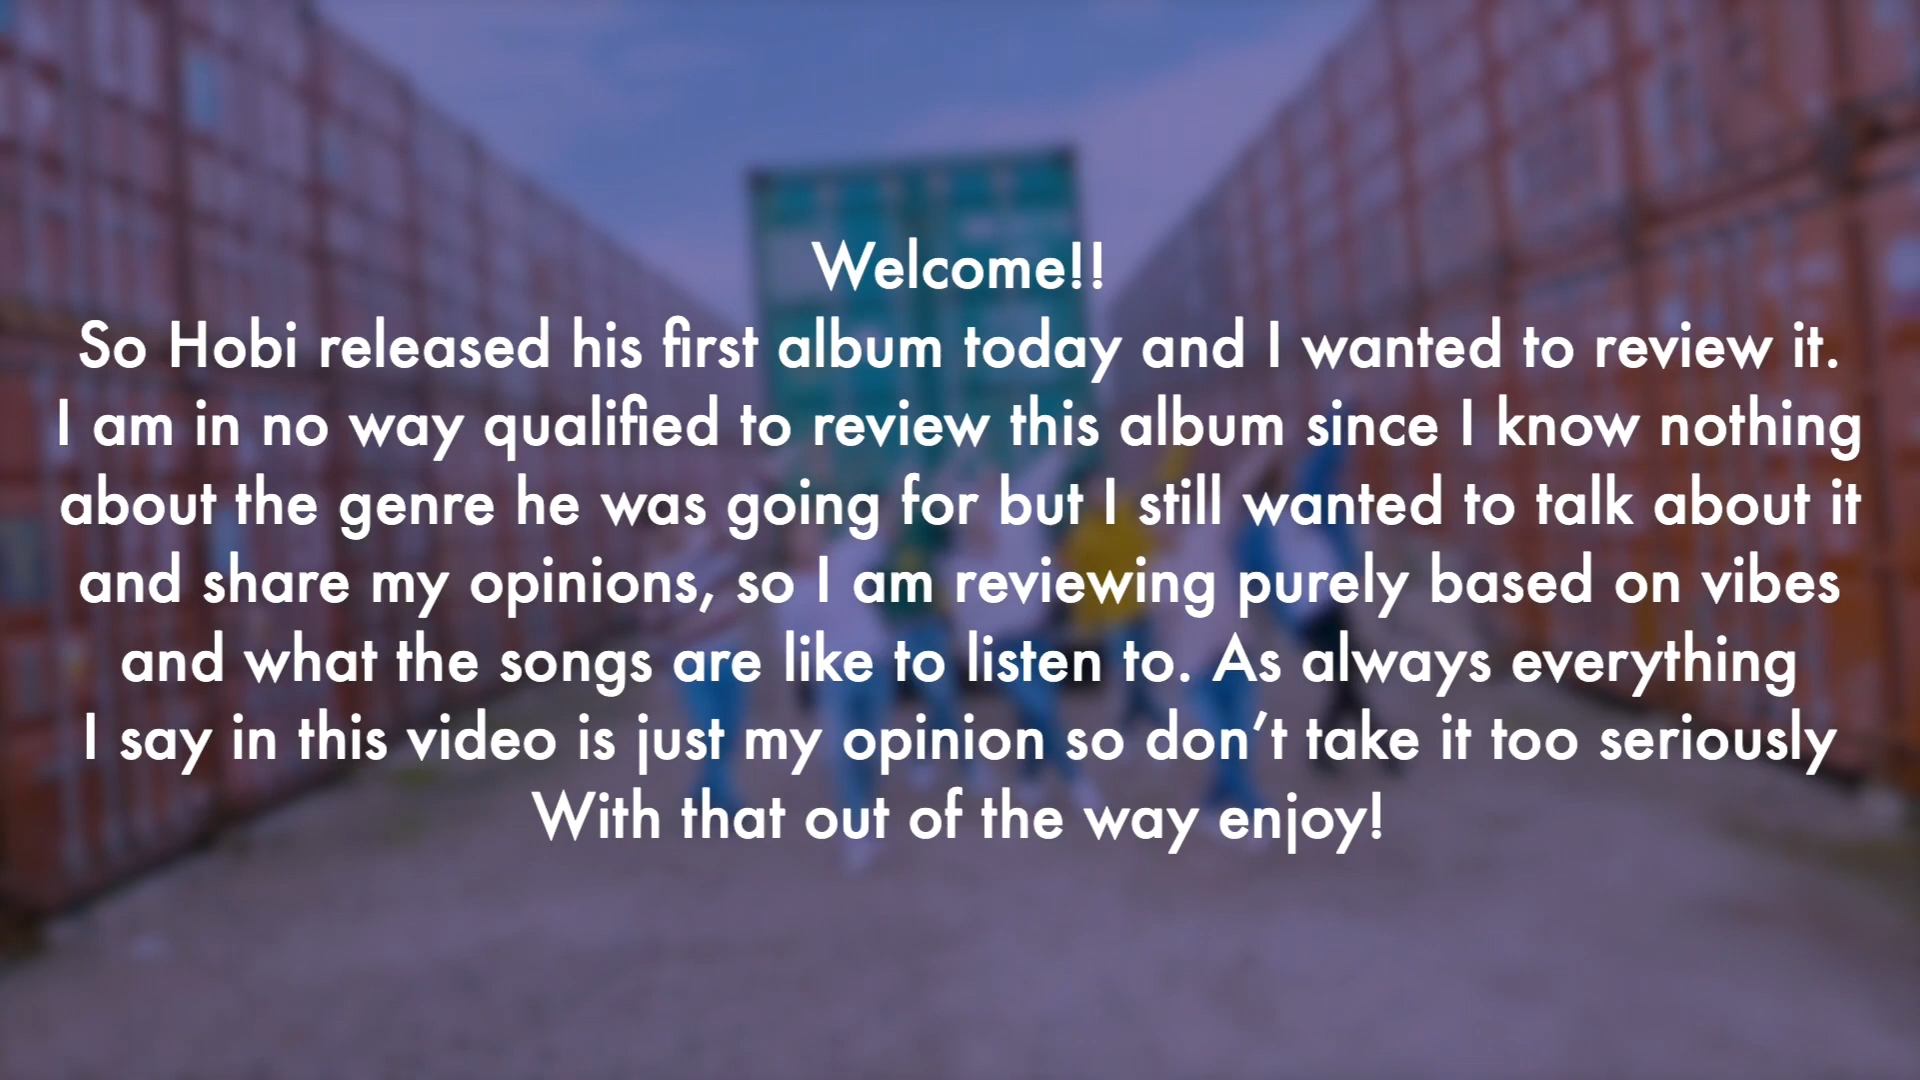 Welcome!!
So Hobi released his first album today and I wanted to review it.
I am in no way qualified to review this album since I know nothing
about the genre he was going for but I still wanted to talk about it
and share my opinions, so I am reviewing purely based on vibes
and what the songs are like to listen to. As always everything
I say in this video is just my opinion so don’t take it too seriously
With that out of the way enjoy!